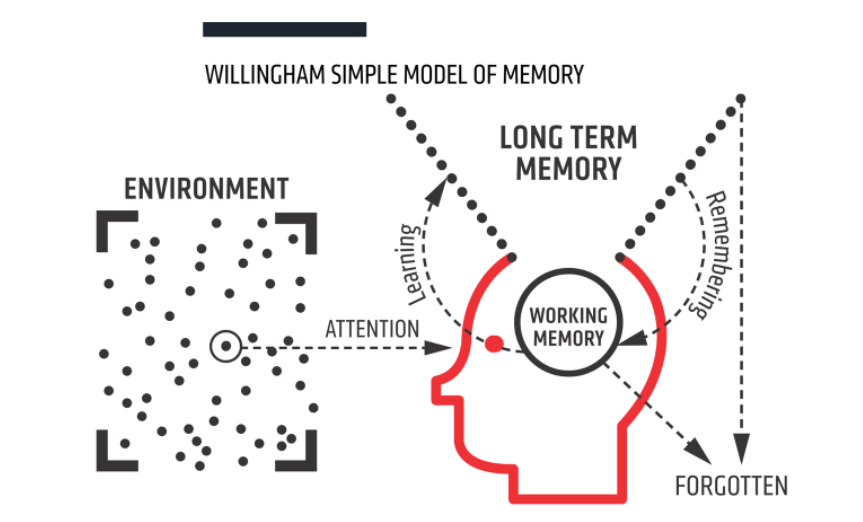 WILLINGHAM SIMPLE MODEL OF MEMORY
LONG TERM
MEMORY
ENVIRONMENT
Learning
Remembering
ATTENTION
WORKING
MEMORY
FORGOTTEN